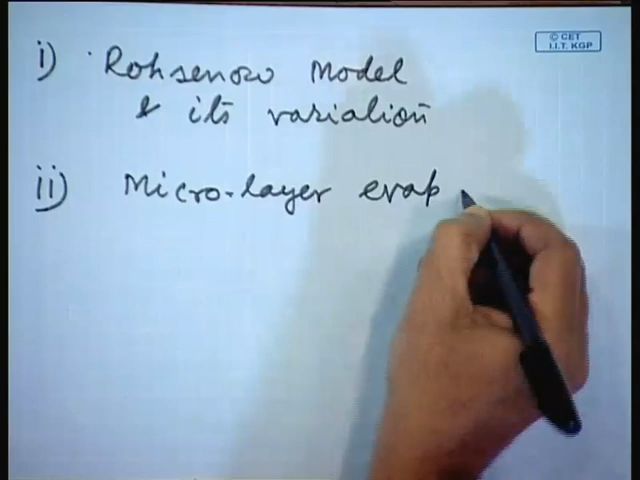 © CET
I.I.T. KGP
i) Rohsenow Model
& its variation
ii) Micro-layer evap